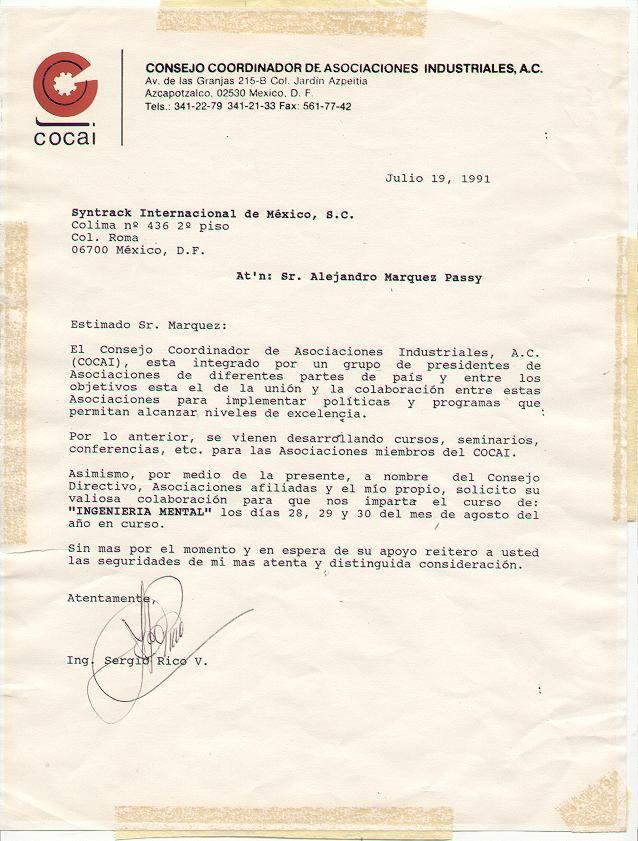 cocai
CONSEJO COORDINADOR DE ASOCIACIONES INDUSTRIALES, A.C.
Av. de las Granjas 215-B Col. Jardín Azpeitia
Azcapotzalco, 02530 Mexico, D. F.
Tels.: 341-22-79 341-21-33 Fax: 561-77-42
Julio 19, 1991
Syntrack Internacional de México, S.C.
Colima nº 436 2º piso
Col. Roma
06700 México, D.F.
At'n: Sr. Alejandro Marquez Passy
Estimado Sr. Marquez:
El Consejo Coordinador de Asociaciones Industriales, A.C.
(COCAI), esta integrado por un grupo de presidentes de
Asociaciones de diferentes partes de país y entre los
objetivos esta el de la unión y la colaboración entre estas
Asociaciones para implementar políticas y programas que
permitan alcanzar niveles de excelencia.
Por lo anterior, se vienen desarrollando cursos, seminarios,
conferencias, etc. para las Asociaciones miembros del COCAI.
Asimismo, por medio de la presente, a nombre del Consejo
Directivo, Asociaciones afiliadas y el mío propio, solicito su
valiosa colaboración para que nos imparta el curso de:
"INGENIERIA MENTAL" los días 28, 29 y 30 del mes de agosto del
año en curso.
Sin mas por el momento y en espera de su apoyo reitero a usted
las seguridades de mi mas atenta y distinguida consideración.
Atentamente,
Ing. Sergio Rico V.